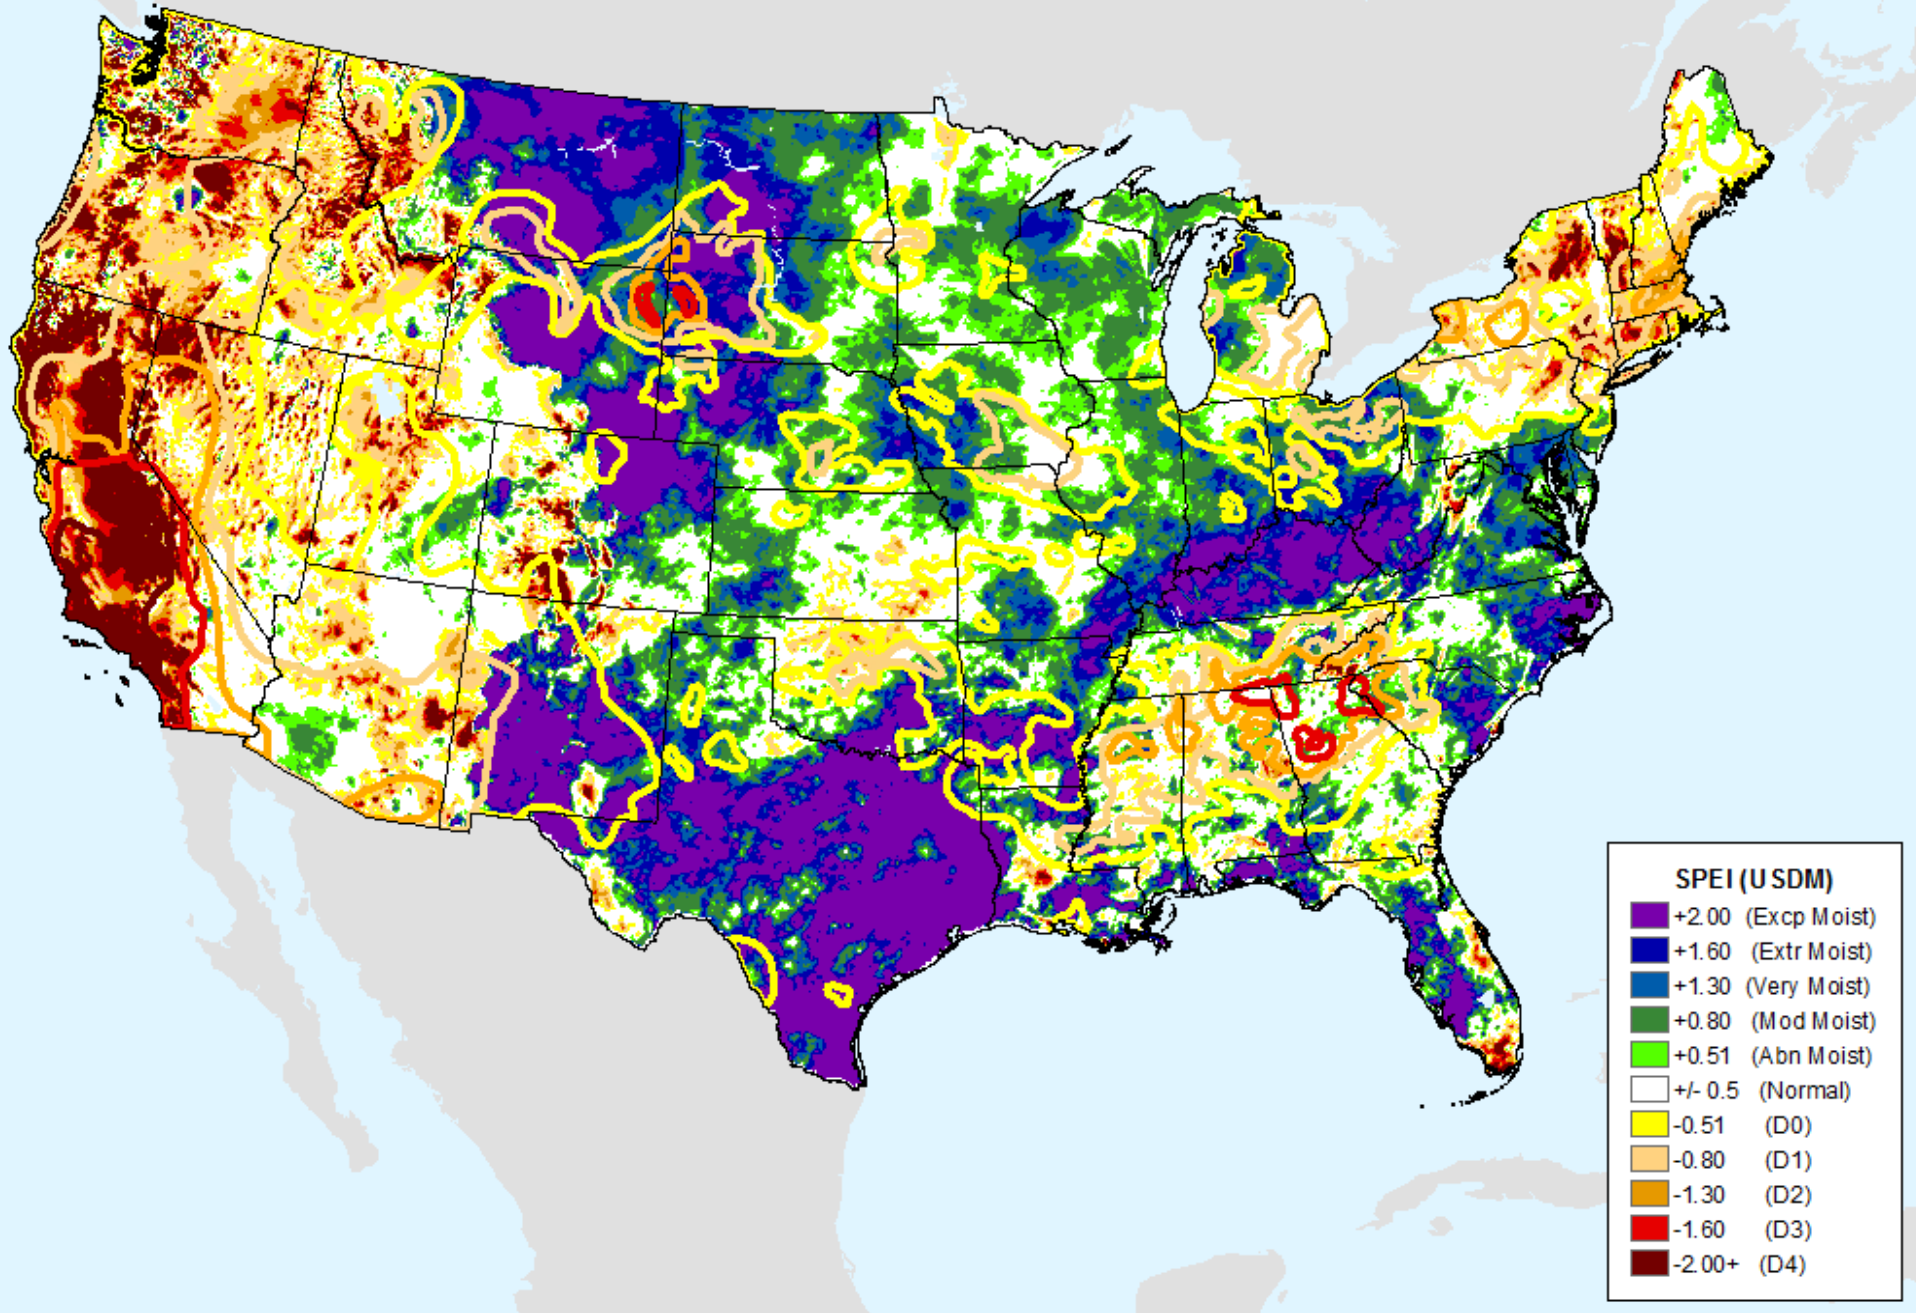 SPEI (USDM)
+2.00 (Excp Moist)
+1.60 (Extr Moist)
+1.30 (Very Moist)
+0.80 (Mod Moist)
+0.51 (Abn Moist)
+/- 0.5 (Normal)
-0.51 (D0)
-0.80 (D1)
-1.30 (D2)
-1.60 (D3)
-2.00+ (D4)